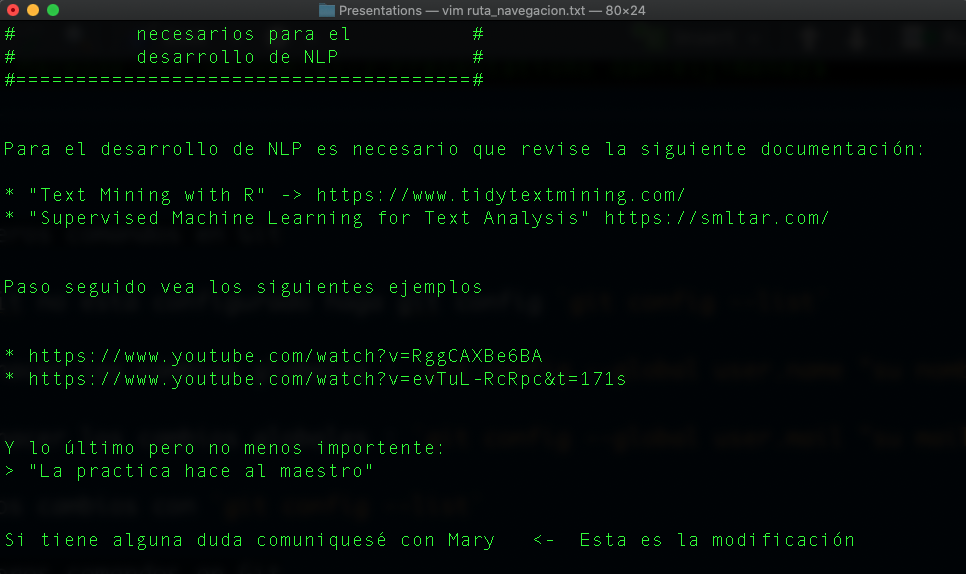 Presentations — vim ruta_navegacion.txt — 80×24
# necesarios para el #
# desarrollo de NLP #
#======================================#
Para el desarrollo de NLP es necesario que revise la siguiente documentación:
* "Text Mining with R" -> https://www.tidytextmining.com/
* "Supervised Machine Learning for Text Analysis" https://smltar.com/
Paso seguido vea los siguientes ejemplos
* https://www.youtube.com/watch?v=RggCAXBe6BA
* https://www.youtube.com/watch?v=evTuL-RcRpc&t=171s
Y lo último pero no menos importante:
> "La practica hace al maestro"
Si tiene alguna duda comuniquesé con Mary <- Esta es la modificación